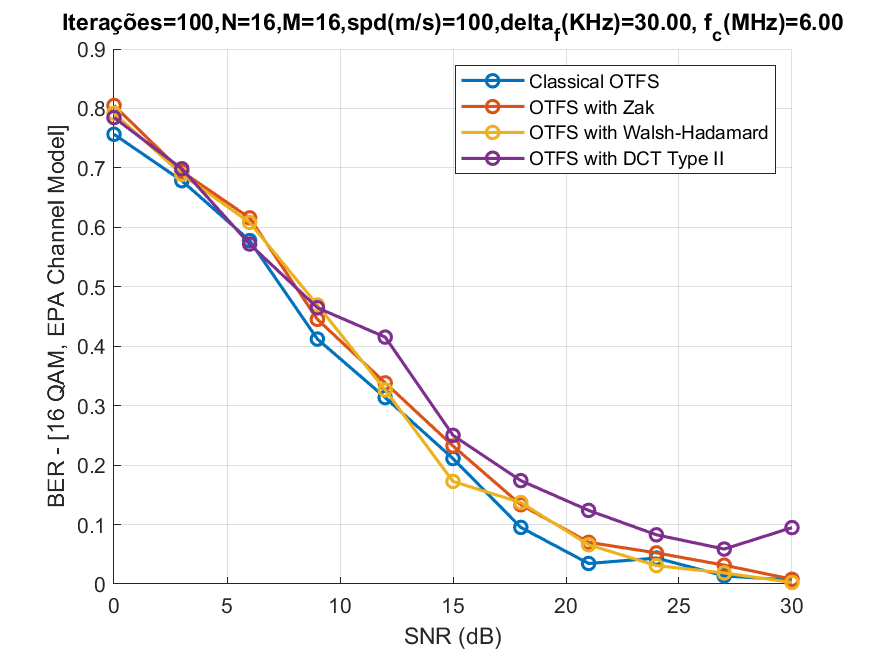 Iterações=100,N=16,M=16,spd(m/s)=100,delta_f(KHz)=30.00, f_c(MHz)=6.00
0.9
0.8
0.7
0.6
0.5
0.4
0.3
0.2
0.1
0
BER - [16 QAM, EPA Channel Model]
Classical OTFS
OTFS with Zak
OTFS with Walsh-Hadamard
OTFS with DCT Type II
0 5 10 15 20 25 30
SNR (dB)